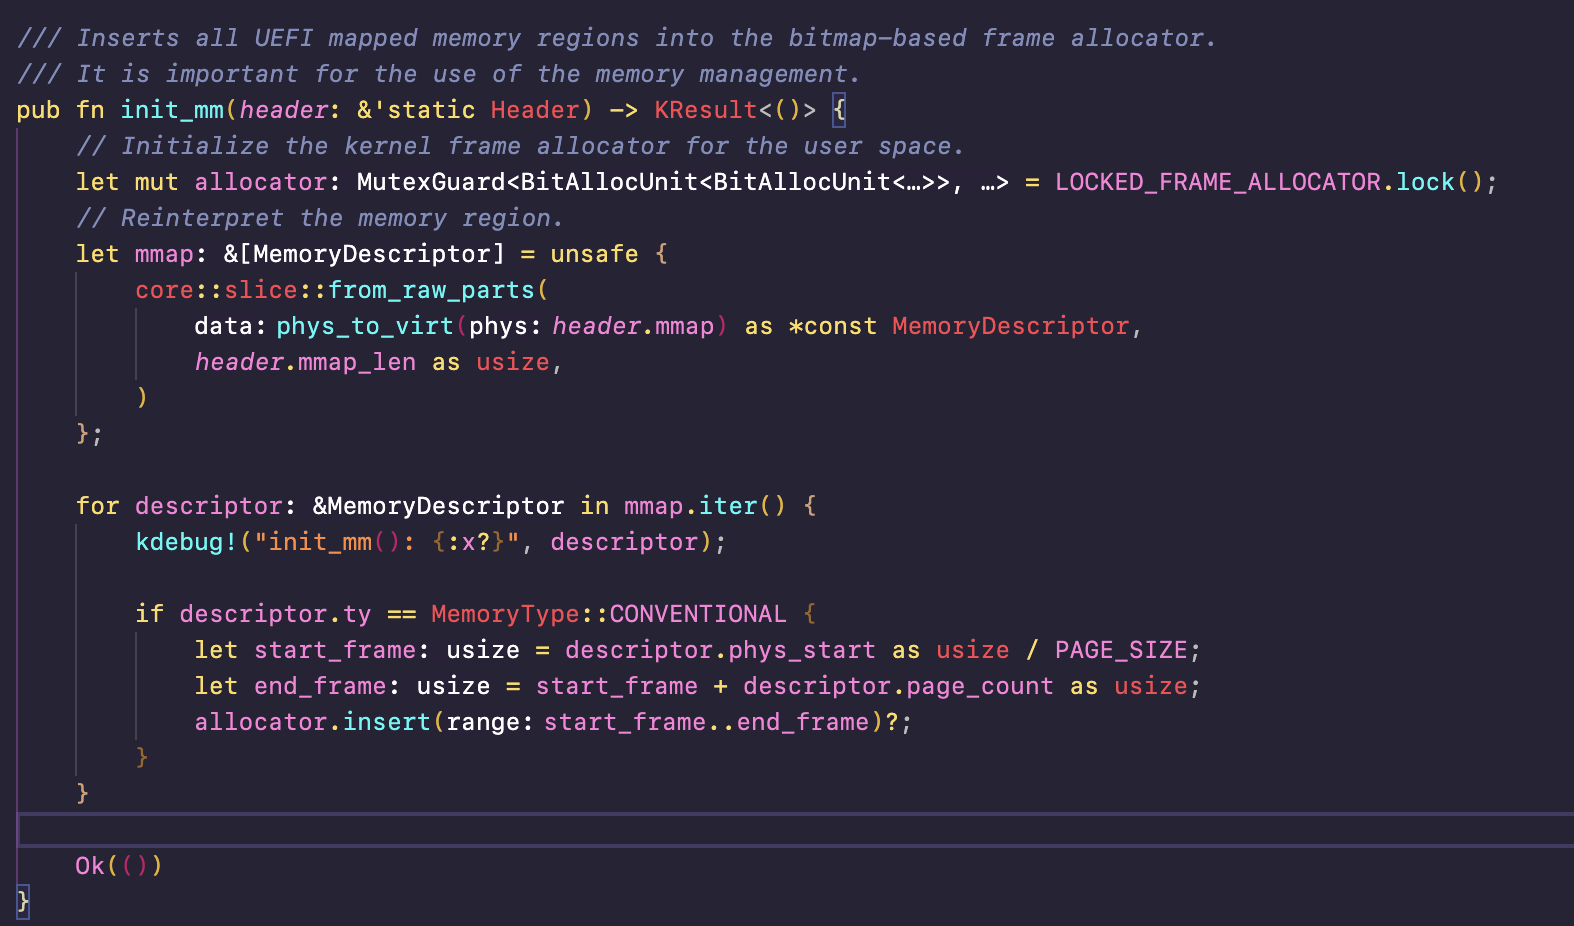 /// Inserts all UEFI mapped memory regions into the bitmap-based frame allocator.
/// It is important for the use of the memory management.
pub fn init_mm(header: &'static Header) -> KResult<()> {
    // Initialize the kernel frame allocator for the user space.
    let mut allocator: MutexGuard<BitAllocUnit<BitAllocUnit<…>>, …> = LOCKED_FRAME_ALLOCATOR.lock();
    // Reinterpret the memory region.
    let mmap: &[MemoryDescriptor] = unsafe {
        core::slice::from_raw_parts(
            data: phys_to_virt(phys: header.mmap) as *const MemoryDescriptor,
            header.mmap_len as usize,
        )
    };

    for descriptor: &MemoryDescriptor in mmap.iter() {
        kdebug!("init_mm(): {:x?}", descriptor);

        if descriptor.ty == MemoryType::CONVENTIONAL {
            let start_frame: usize = descriptor.phys_start as usize / PAGE_SIZE;
            let end_frame: usize = start_frame + descriptor.page_count as usize;
            allocator.insert(range: start_frame..end_frame)?;
        }
    }

    Ok(())
}